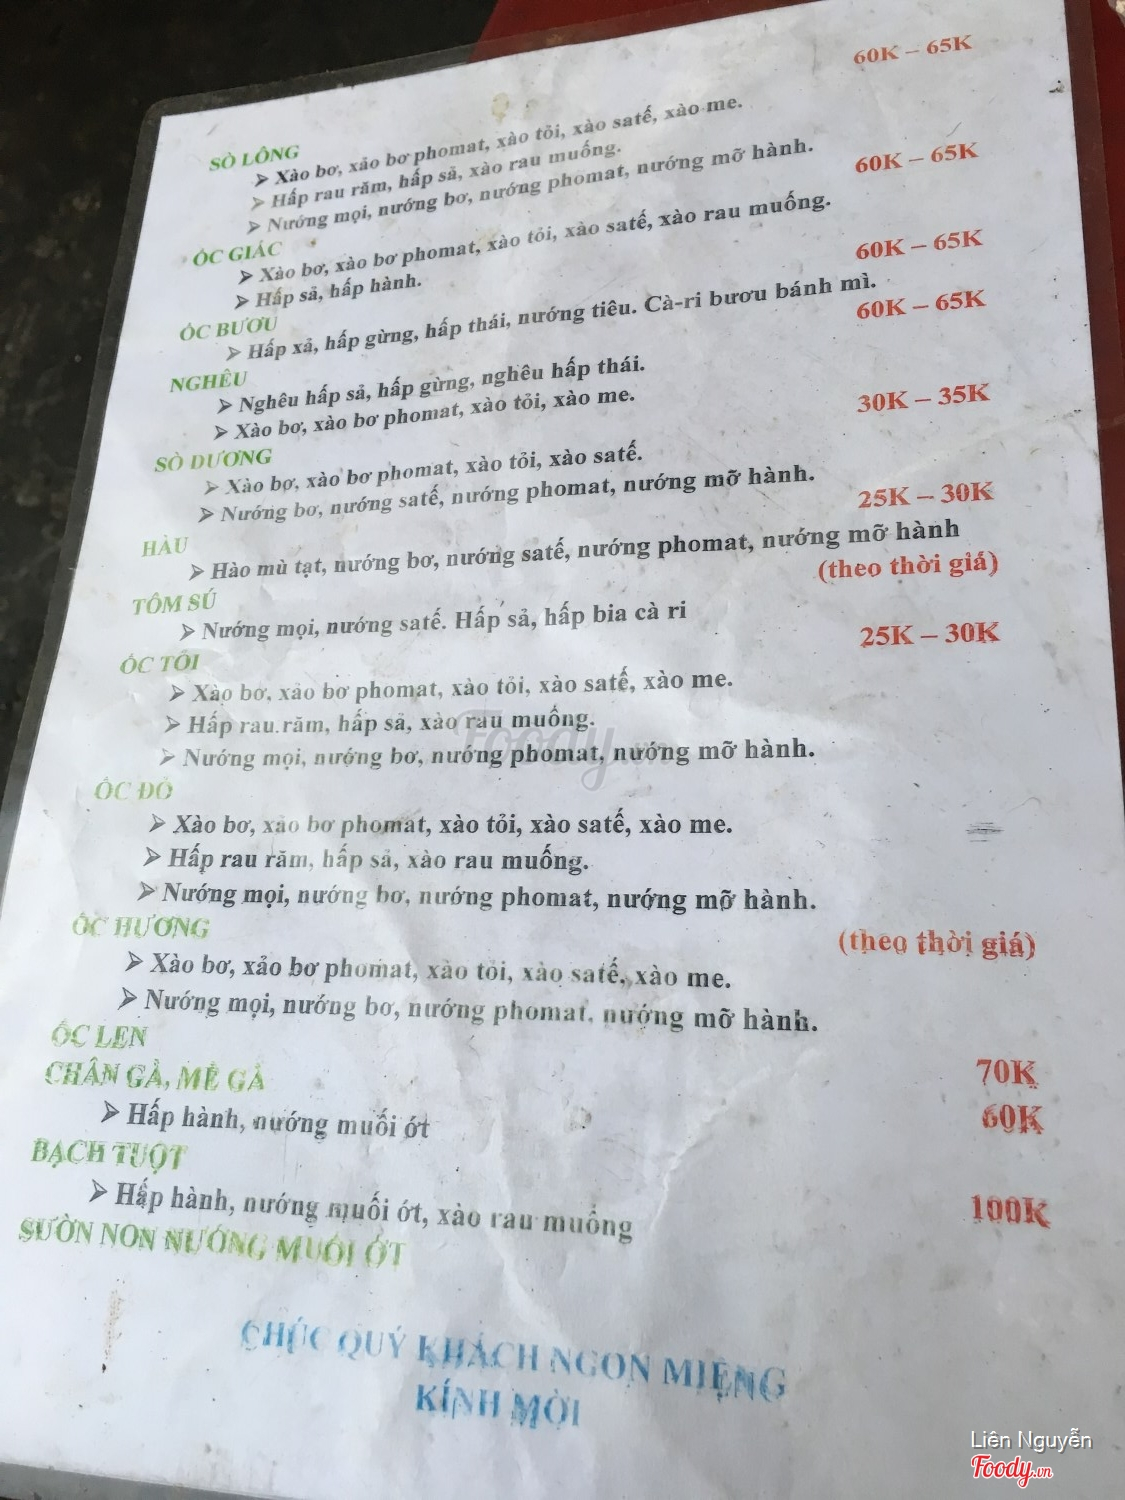 60K – 65K
SÒ LÔNG
➢ Xào bơ, xảo bơ phomat, xào tỏi, xào satế, xào me.
➢ Hấp rau răm, hấp sả, xào rau muống.
➢ Nướng mọi, nướng bơ, nướng phomat, nướng mỡ hành.
60K – 65K
ỐC GIÁC
➢ Xào bơ, xào bơ phomat, xào tỏi, xào satế, xào rau muống.
➢ Hấp sả, hấp hành.
60K – 65K
ỐC BƯƠU
➢ Hấp xả, hấp gừng, hấp thái, nướng tiêu. Cà-ri bươu bánh mì.
60K – 65K
NGHÊU
➢ Nghêu hấp sả, hấp gừng, nghêu hấp thái.
➢ Xào bơ, xào bơ phomat, xào tỏi, xào me.
30K – 35K
SÒ DƯƠNG
➢ Xào bơ, xào bơ phomat, xào tỏi, xào satế.
➢ Nướng bơ, nướng satế, nướng phomat, nướng mỡ hành.
25K – 30K
HÀU
➢ Hào mù tạt, nướng bơ, nướng satế, nướng phomat, nướng mỡ hành
(theo thời giá)
TÔM SÚ
➢ Nướng mọi, nướng satế. Hấp sả, hấp bia cà ri
25K – 30K
ỐC TỎI
➢ Xào bơ, xảo bơ phomat, xào tỏi, xào satế, xào me.
➢ Hấp rau răm, hấp sả, xào rau muống.
➢ Nướng mọi, nướng bơ, nướng phomat, nướng mỡ hành.
ỐC ĐỎ
➢ Xào bơ, xảo bơ phomat, xào tỏi, xào satế, xào me.
➢ Hấp rau răm, hấp sả, xào rau muống.
➢ Nướng mọi, nướng bơ, nướng phomat, nướng mỡ hành.
ỐC HƯƠNG
(theo thời giá)
➢ Xào bơ, xảo bơ phomat, xào tỏi, xào satế, xào me.
➢ Nướng mọi, nướng bơ, nướng phomat, nướng mỡ hành.
ỐC LEN
CHÂN GÀ, MỀ GÀ
70K
➢ Hấp hành, nướng muối ớt
60K
BẠCH TUỘT
➢ Hấp hành, nướng muối ớt, xào rau muống
100K
SƯỜN NON NƯỚNG MUỐI ỚT
CHÚC QUÝ KHÁCH NGON MIỆNG
KÍNH MỜI
Foody.vn
Liên Nguyễn
Foody.vn